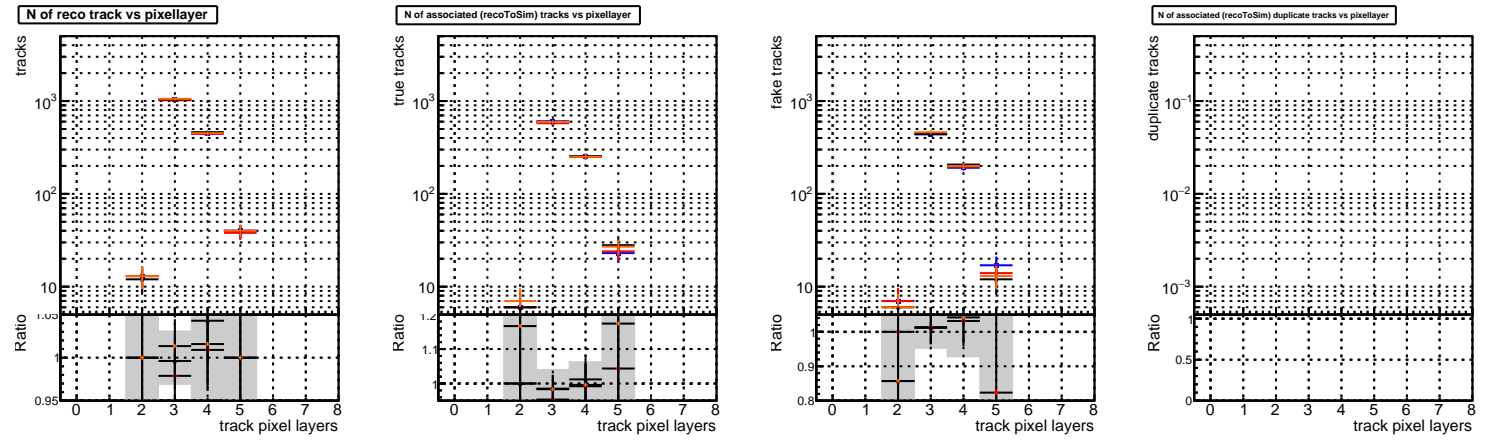 N of reco track vs pixellayer
tracks
10³
10²
10
Ratio
1.05
1
0.95
0 1 2 3 4 5 6 7 8
track pixel layers
N of associated (recoToSim) tracks vs pixellayer
true tracks
10³
10²
10
Ratio
1.2
1.1
1
0 1 2 3 4 5 6 7 8
track pixel layers
fake tracks
10³
10²
10
Ratio
1
0.9
0.8
0 1 2 3 4 5 6 7 8
track pixel layers
N of associated (recoToSim) duplicate tracks vs pixellayer
duplicate tracks
10⁻¹
10⁻²
10⁻³
Ratio
1
0.5
0
0 1 2 3 4 5 6 7 8
track pixel layers